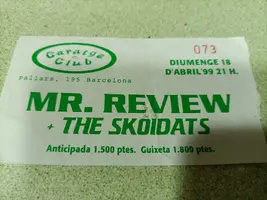 Garatge
Club
073
Pallars, 195 Barcelona
DIUMENGE 18
D'ABRIL'99 21 H.
MR. REVIEW
+ THE SKOIDATS
Anticipada 1.500 ptes. Guixeta 1.800 ptes.